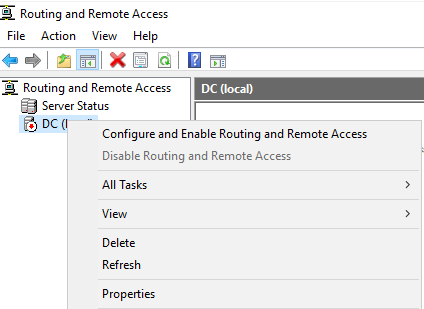 Routing and Remote Access
File Action View Help
Routing and Remote Access
DC (local)
Server Status
DC (l
Configure and Enable Routing and Remote Access
Disable Routing and Remote Access
All Tasks
View
Delete
Refresh
Properties